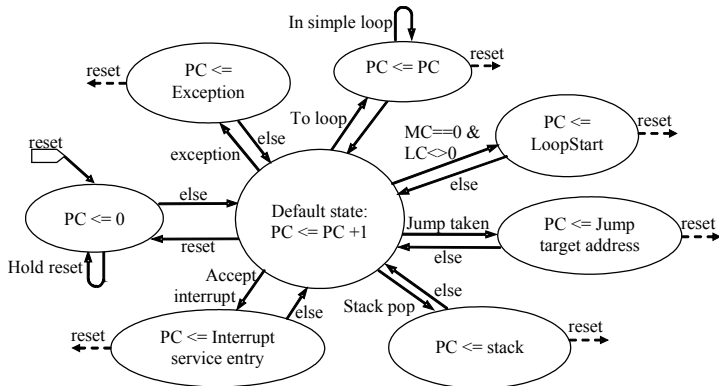 In simple loop
reset
PC <=
Exception
PC <= PC
reset
To loop
else
exception
MC==0 &
LC<>0
PC <=
LoopStart
reset
else
reset
PC <= 0
else
reset
Hold reset
Default state:
PC <= PC +1
Jump taken
else
PC <= Jump
target address
reset
Accept
interrupt
else
Stack pop
else
reset
PC <= Interrupt
service entry
PC <= stack
reset